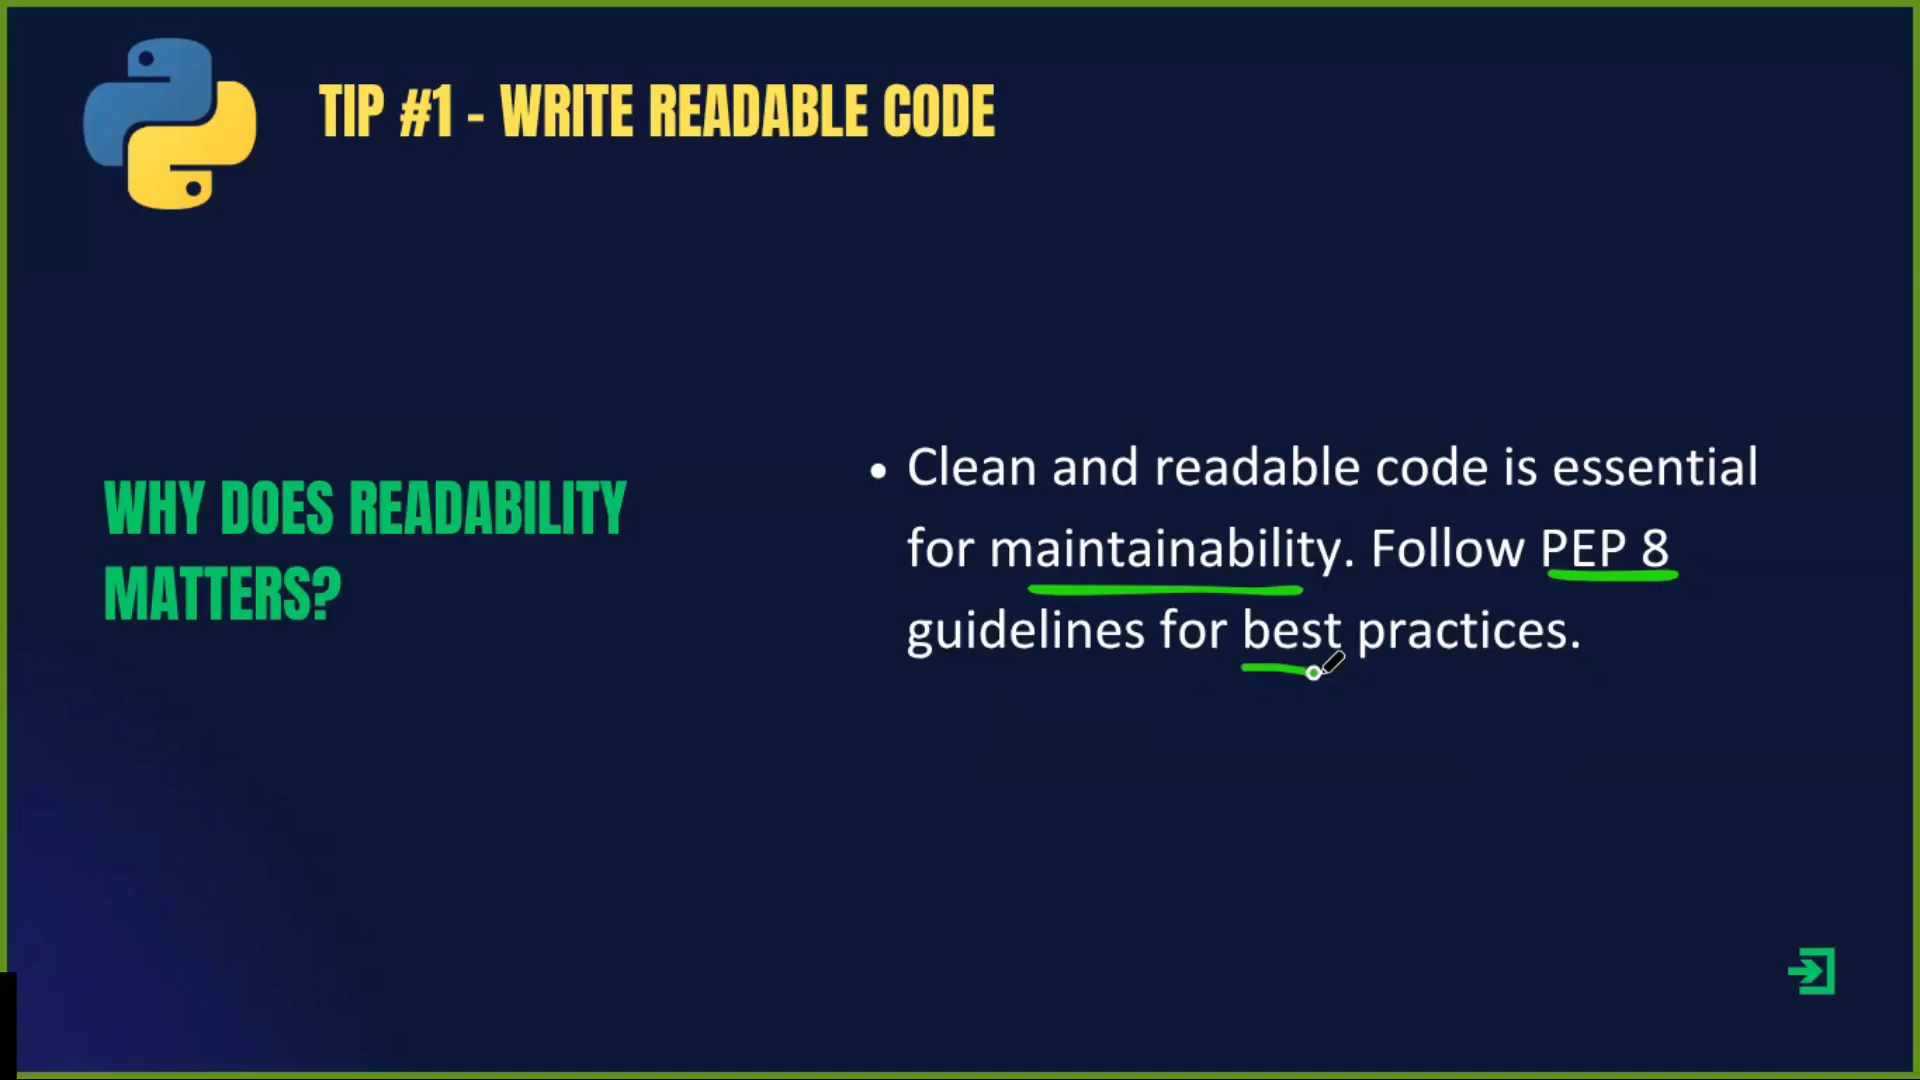 TIP #1 - WRITE READABLE CODE
WHY DOES READABILITY
MATTERS?
• Clean and readable code is essential
for maintainability. Follow PEP 8
guidelines for best practices.